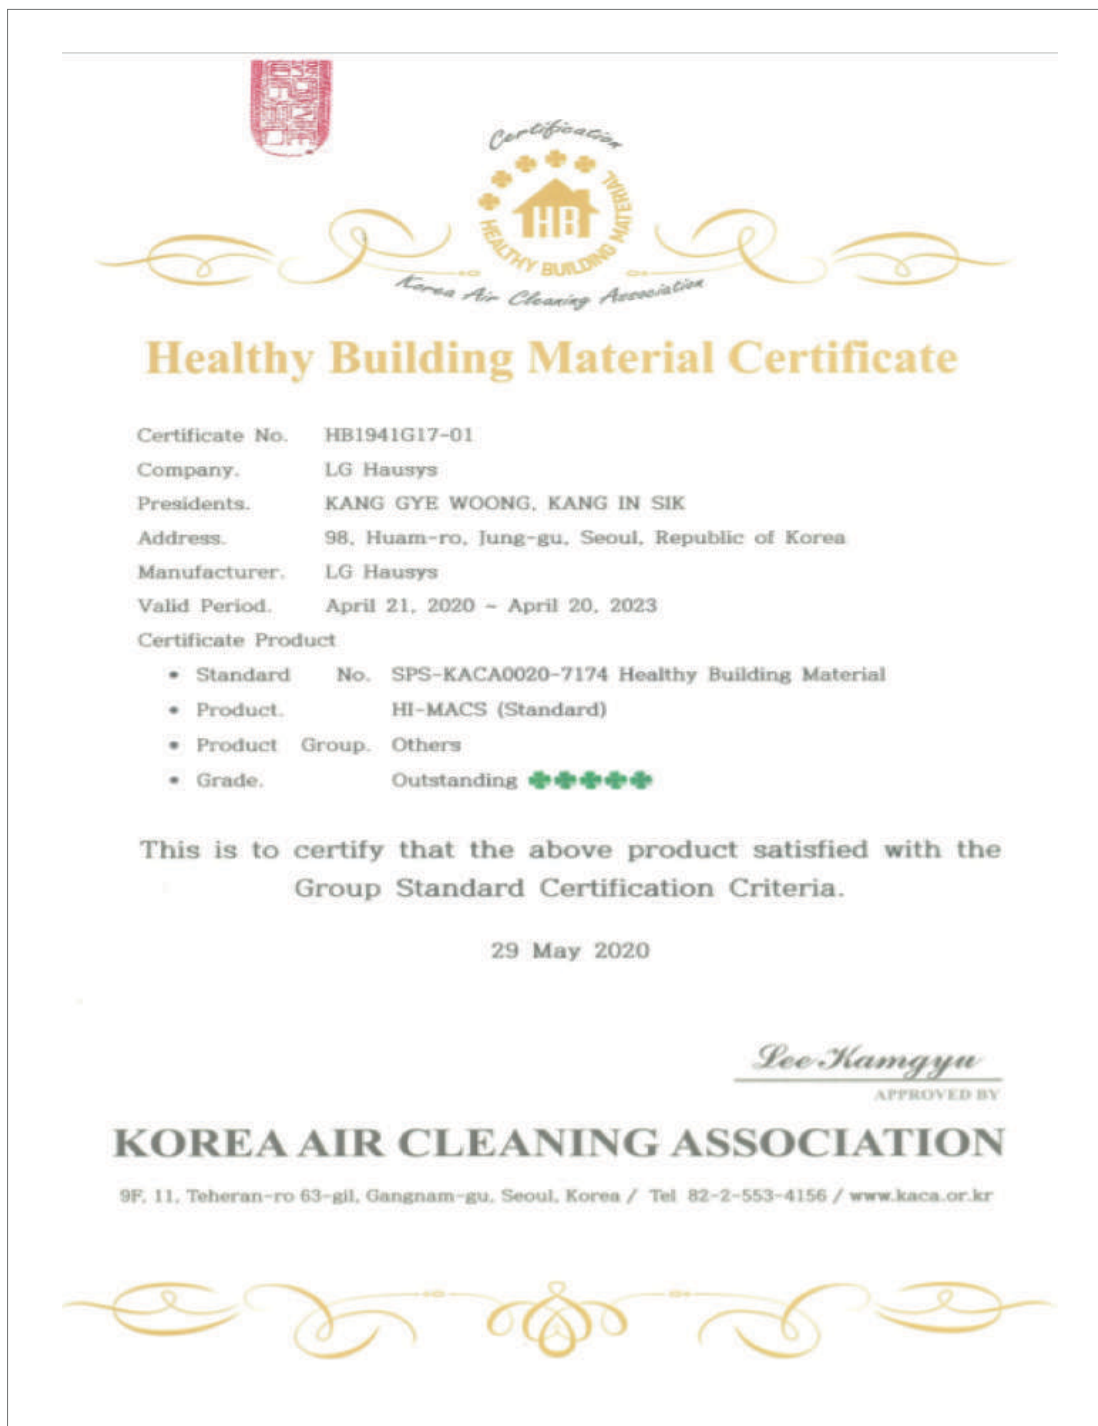 Certification
HEALTHY BUILDING MATERIAL
HB
Korea Air Cleaning Association
Healthy Building Material Certificate
Certificate No. HB1941G17-01
Company. LG Hausys
Presidents. KANG GYE WOONG, KANG IN SIK
Address. 98, Huam-ro, Jung-gu, Seoul, Republic of Korea
Manufacturer. LG Hausys
Valid Period. April 21, 2020 ~ April 20, 2023
Certificate Product
• Standard No. SPS-KACA0020-7174 Healthy Building Material
• Product. HI-MACS (Standard)
• Product Group. Others
• Grade. Outstanding
This is to certify that the above product satisfied with the
Group Standard Certification Criteria.
29 May 2020
Lee Kamgyu
APPROVED BY
KOREA AIR CLEANING ASSOCIATION
9F, 11, Teheran-ro 63-gil, Gangnam-gu, Seoul, Korea / Tel 82-2-553-4156 / www.kaca.or.kr